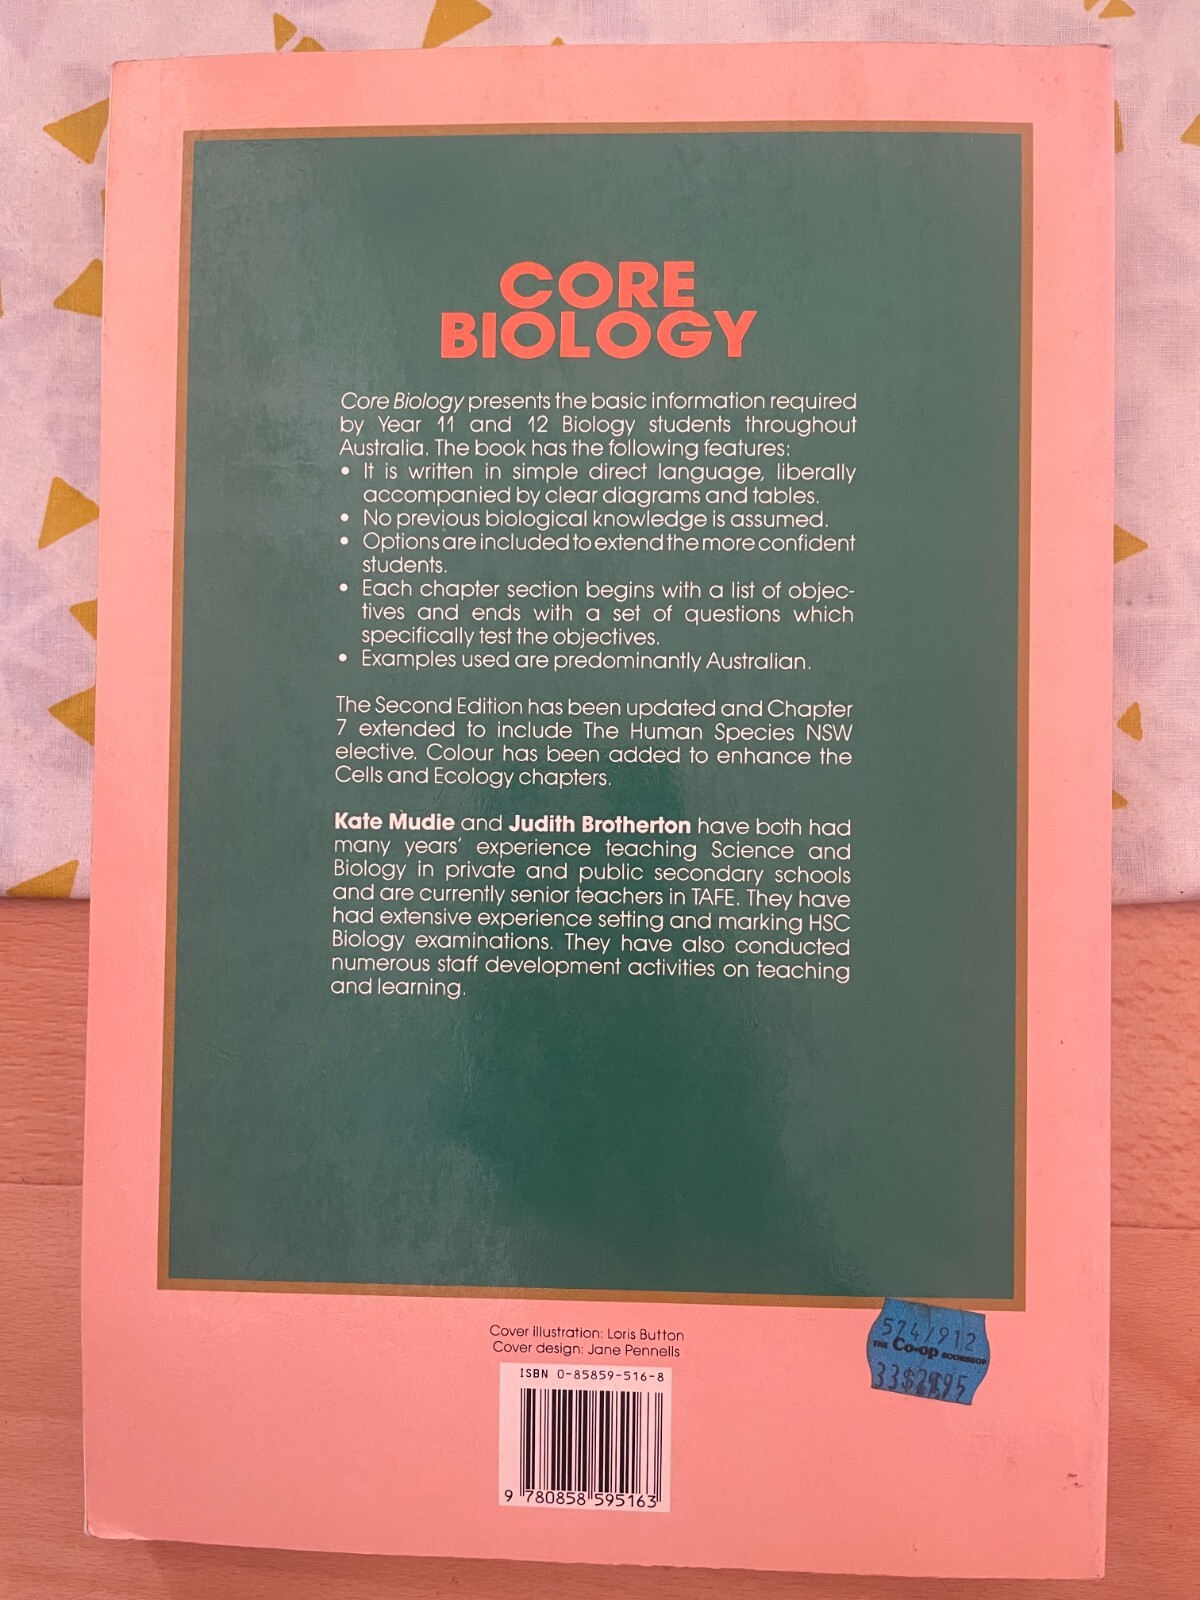 CORE
BIOLOGY
Core Biology presents the basic information required
by Year 11 and 12 Biology students throughout
Australia. The book has the following features:
• It is written in simple direct language, liberally
accompanied by clear diagrams and tables.
• No previous biological knowledge is assumed.
• Options are included to extend the more confident
students.
• Each chapter section begins with a list of objec-
tives and ends with a set of questions which
specifically test the objectives.
• Examples used are predominantly Australian.
The Second Edition has been updated and Chapter
7 extended to include The Human Species NSW
elective. Colour has been added to enhance the
Cells and Ecology chapters.
Kate Mudie and Judith Brotherton have both had
many years' experience teaching Science and
Biology in private and public secondary schools
and are currently senior teachers in TAFE. They have
had extensive experience setting and marking HSC
Biology examinations. They have also conducted
numerous staff development activities on teaching
and learning.
Cover illustration: Loris Button
Cover design: Jane Pennells
ISBN 0-85859-516-8
9 780858 595163
574/912
THE Co-op BOOKSHOP